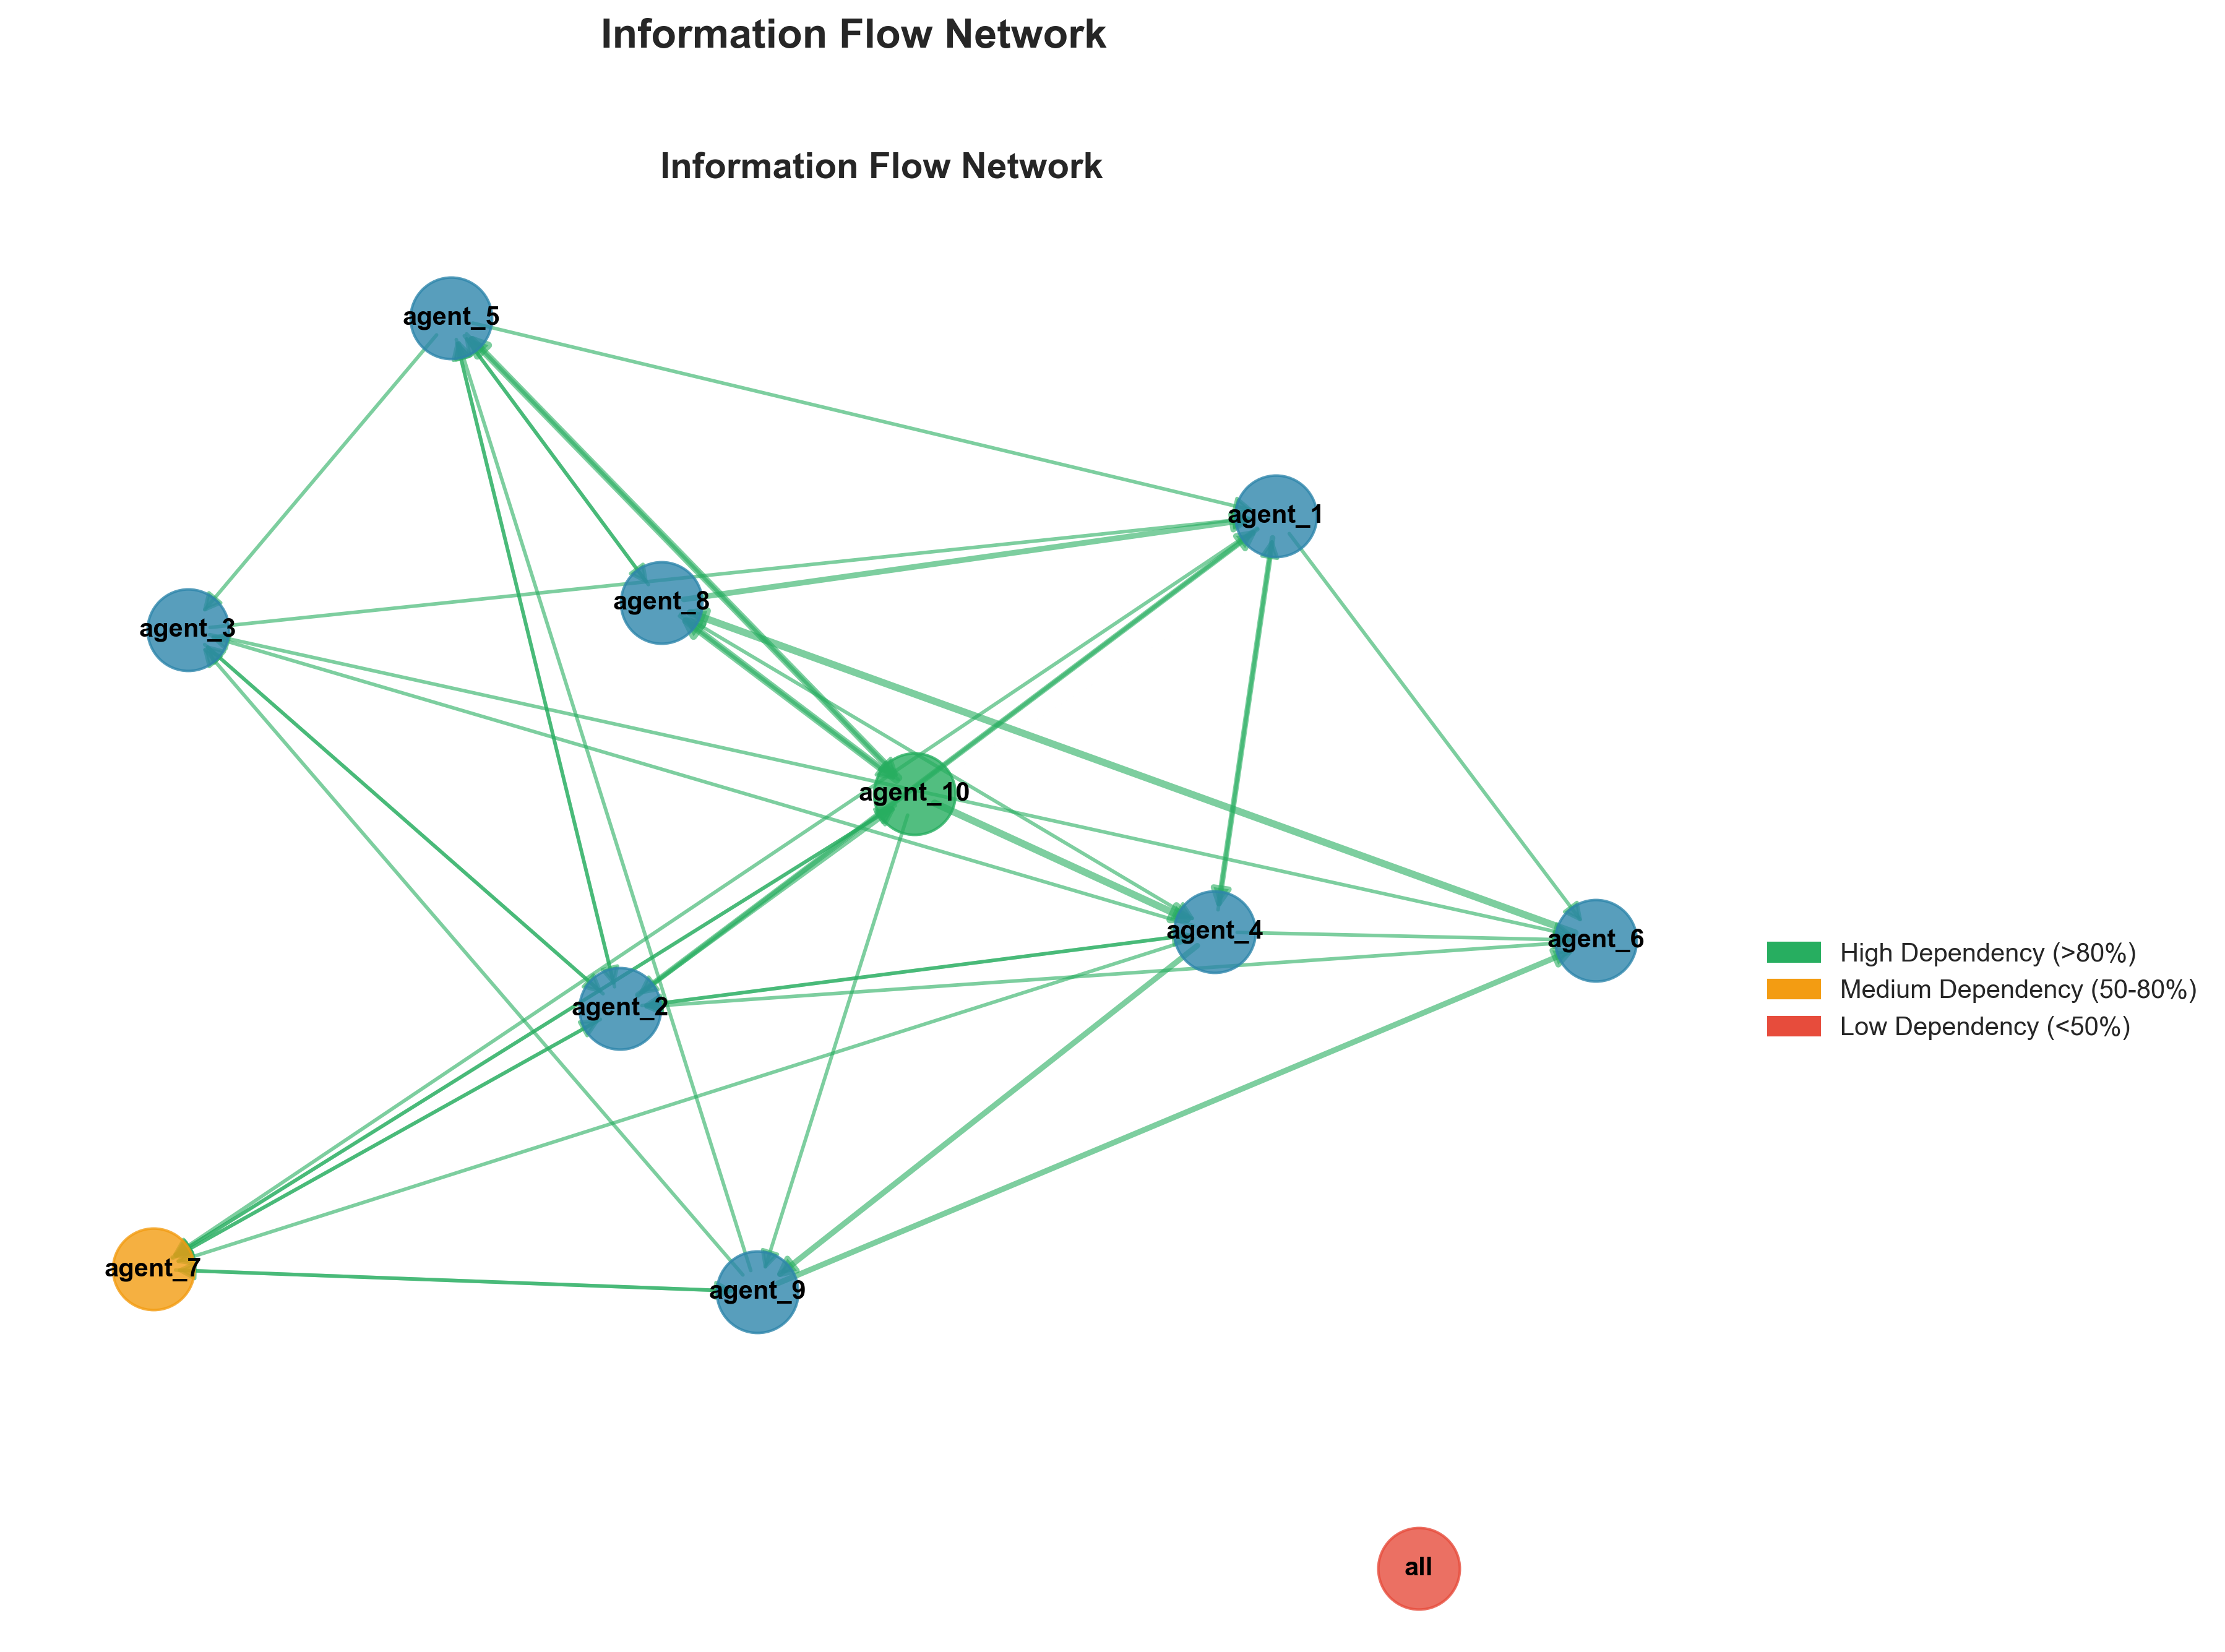 Information Flow Network
Information Flow Network
agent_5
agent_1
agent_8
agent_3
agent_10
agent_4
agent_6
High Dependency (>80%)
Medium Dependency (50-80%)
agent_2
Low Dependency (<50%)
agent_7
agent_9
all